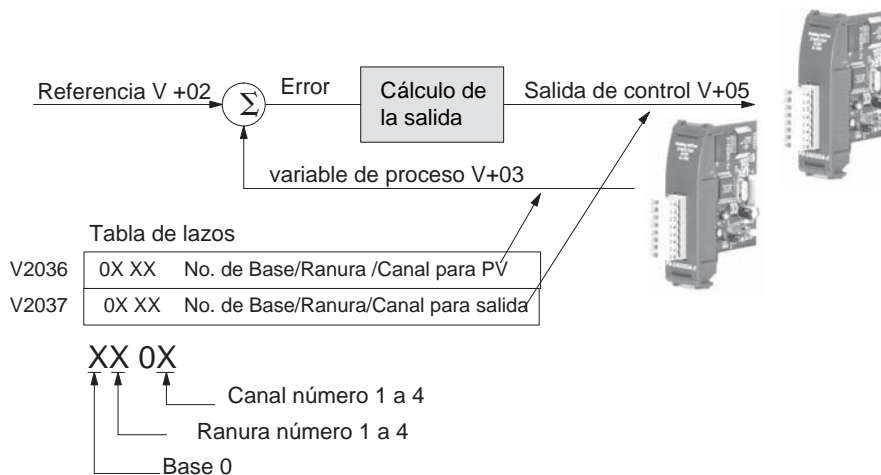 Referencia V +02
Σ
Error
Cálculo de
la salida
Salida de control V+05
variable de proceso V+03
Tabla de lazos
V2036 0X XX No. de Base/Ranura /Canal para PV
V2037 0X XX No. de Base/Ranura/Canal para salida
XX 0X
Canal número 1 a 4
Ranura número 1 a 4
Base 0